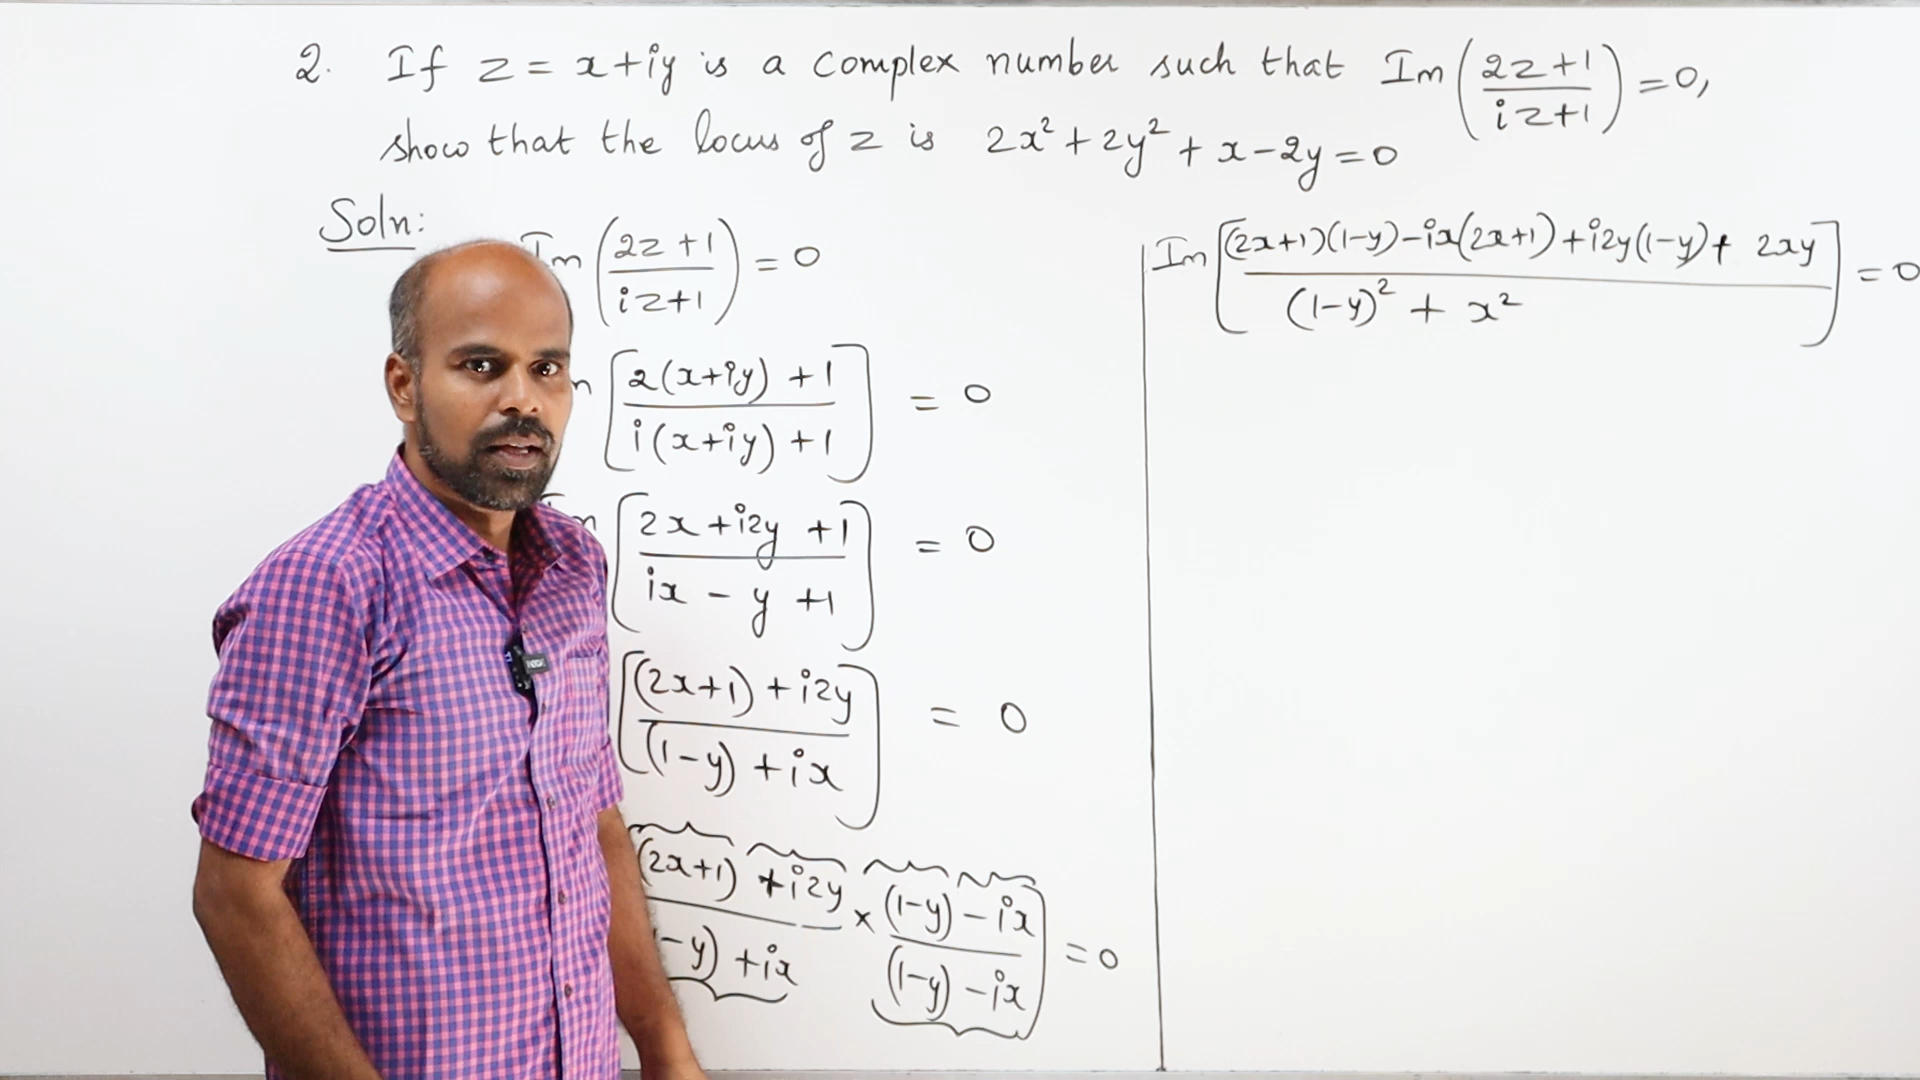 2. If z = x+iy is a complex number such that Im((2z+1)/(iz+1)) = 0,
show that the locus of z is 2x² + 2y² + x - 2y = 0
Soln:
Im((2z+1)/(iz+1)) = 0
[(2(x+iy)+1)/(i(x+iy)+1)] = 0
[(2x+i2y+1)/(ix-y+1)] = 0
[((2x+1)+i2y)/((1-y)+ix)] = 0
(2x+1)+i2y / -y)+ix × (1-y)-ix / (1-y)-ix ] = 0
Im[((2x+1)(1-y)-ix(2x+1)+i2y(1-y)+2xy)/((1-y)²+x²)] = 0